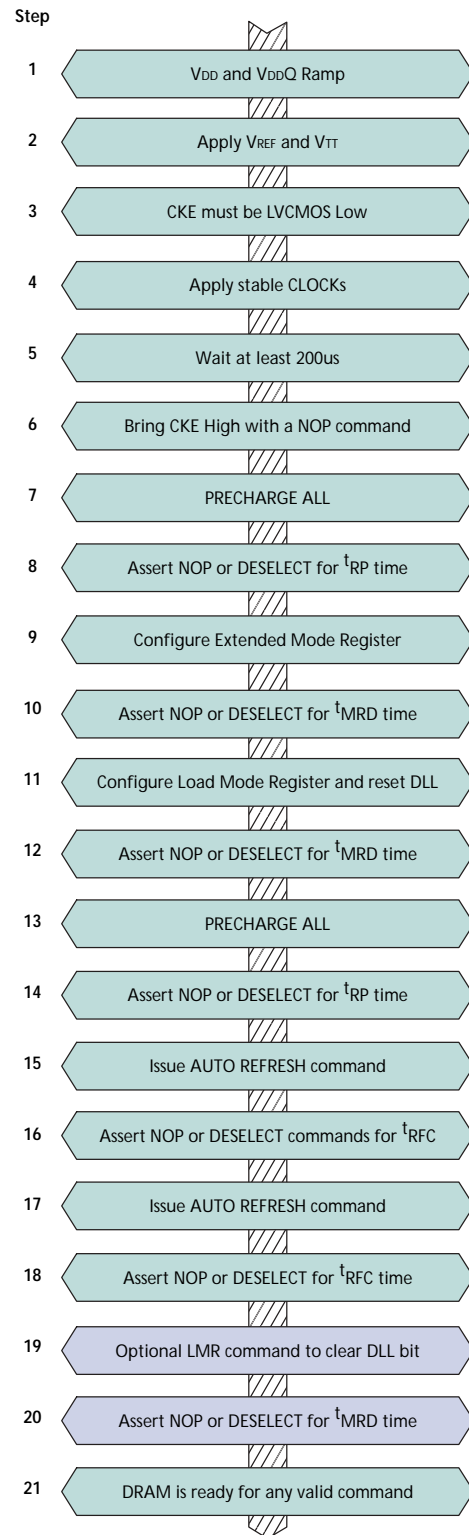 Step
1 VDD and VDDQ Ramp
2 Apply VREF and VTT
3 CKE must be LVCMOS Low
4 Apply stable CLOCKs
5 Wait at least 200us
6 Bring CKE High with a NOP command
7 PRECHARGE ALL
8 Assert NOP or DESELECT for tRP time
9 Configure Extended Mode Register
10 Assert NOP or DESELECT for tMRD time
11 Configure Load Mode Register and reset DLL
12 Assert NOP or DESELECT for tMRD time
13 PRECHARGE ALL
14 Assert NOP or DESELECT for tRP time
15 Issue AUTO REFRESH command
16 Assert NOP or DESELECT commands for tRFC
17 Issue AUTO REFRESH command
18 Assert NOP or DESELECT for tRFC time
19 Optional LMR command to clear DLL bit
20 Assert NOP or DESELECT for tMRD time
21 DRAM is ready for any valid command